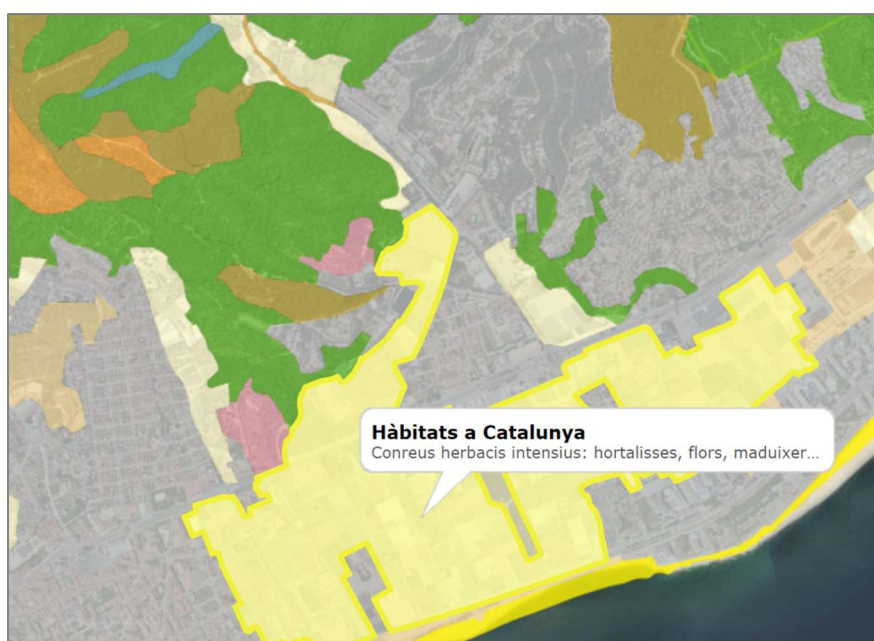 Hàbitats a Catalunya
Conreus herbacis intensius: hortalisses, flors, maduixer...